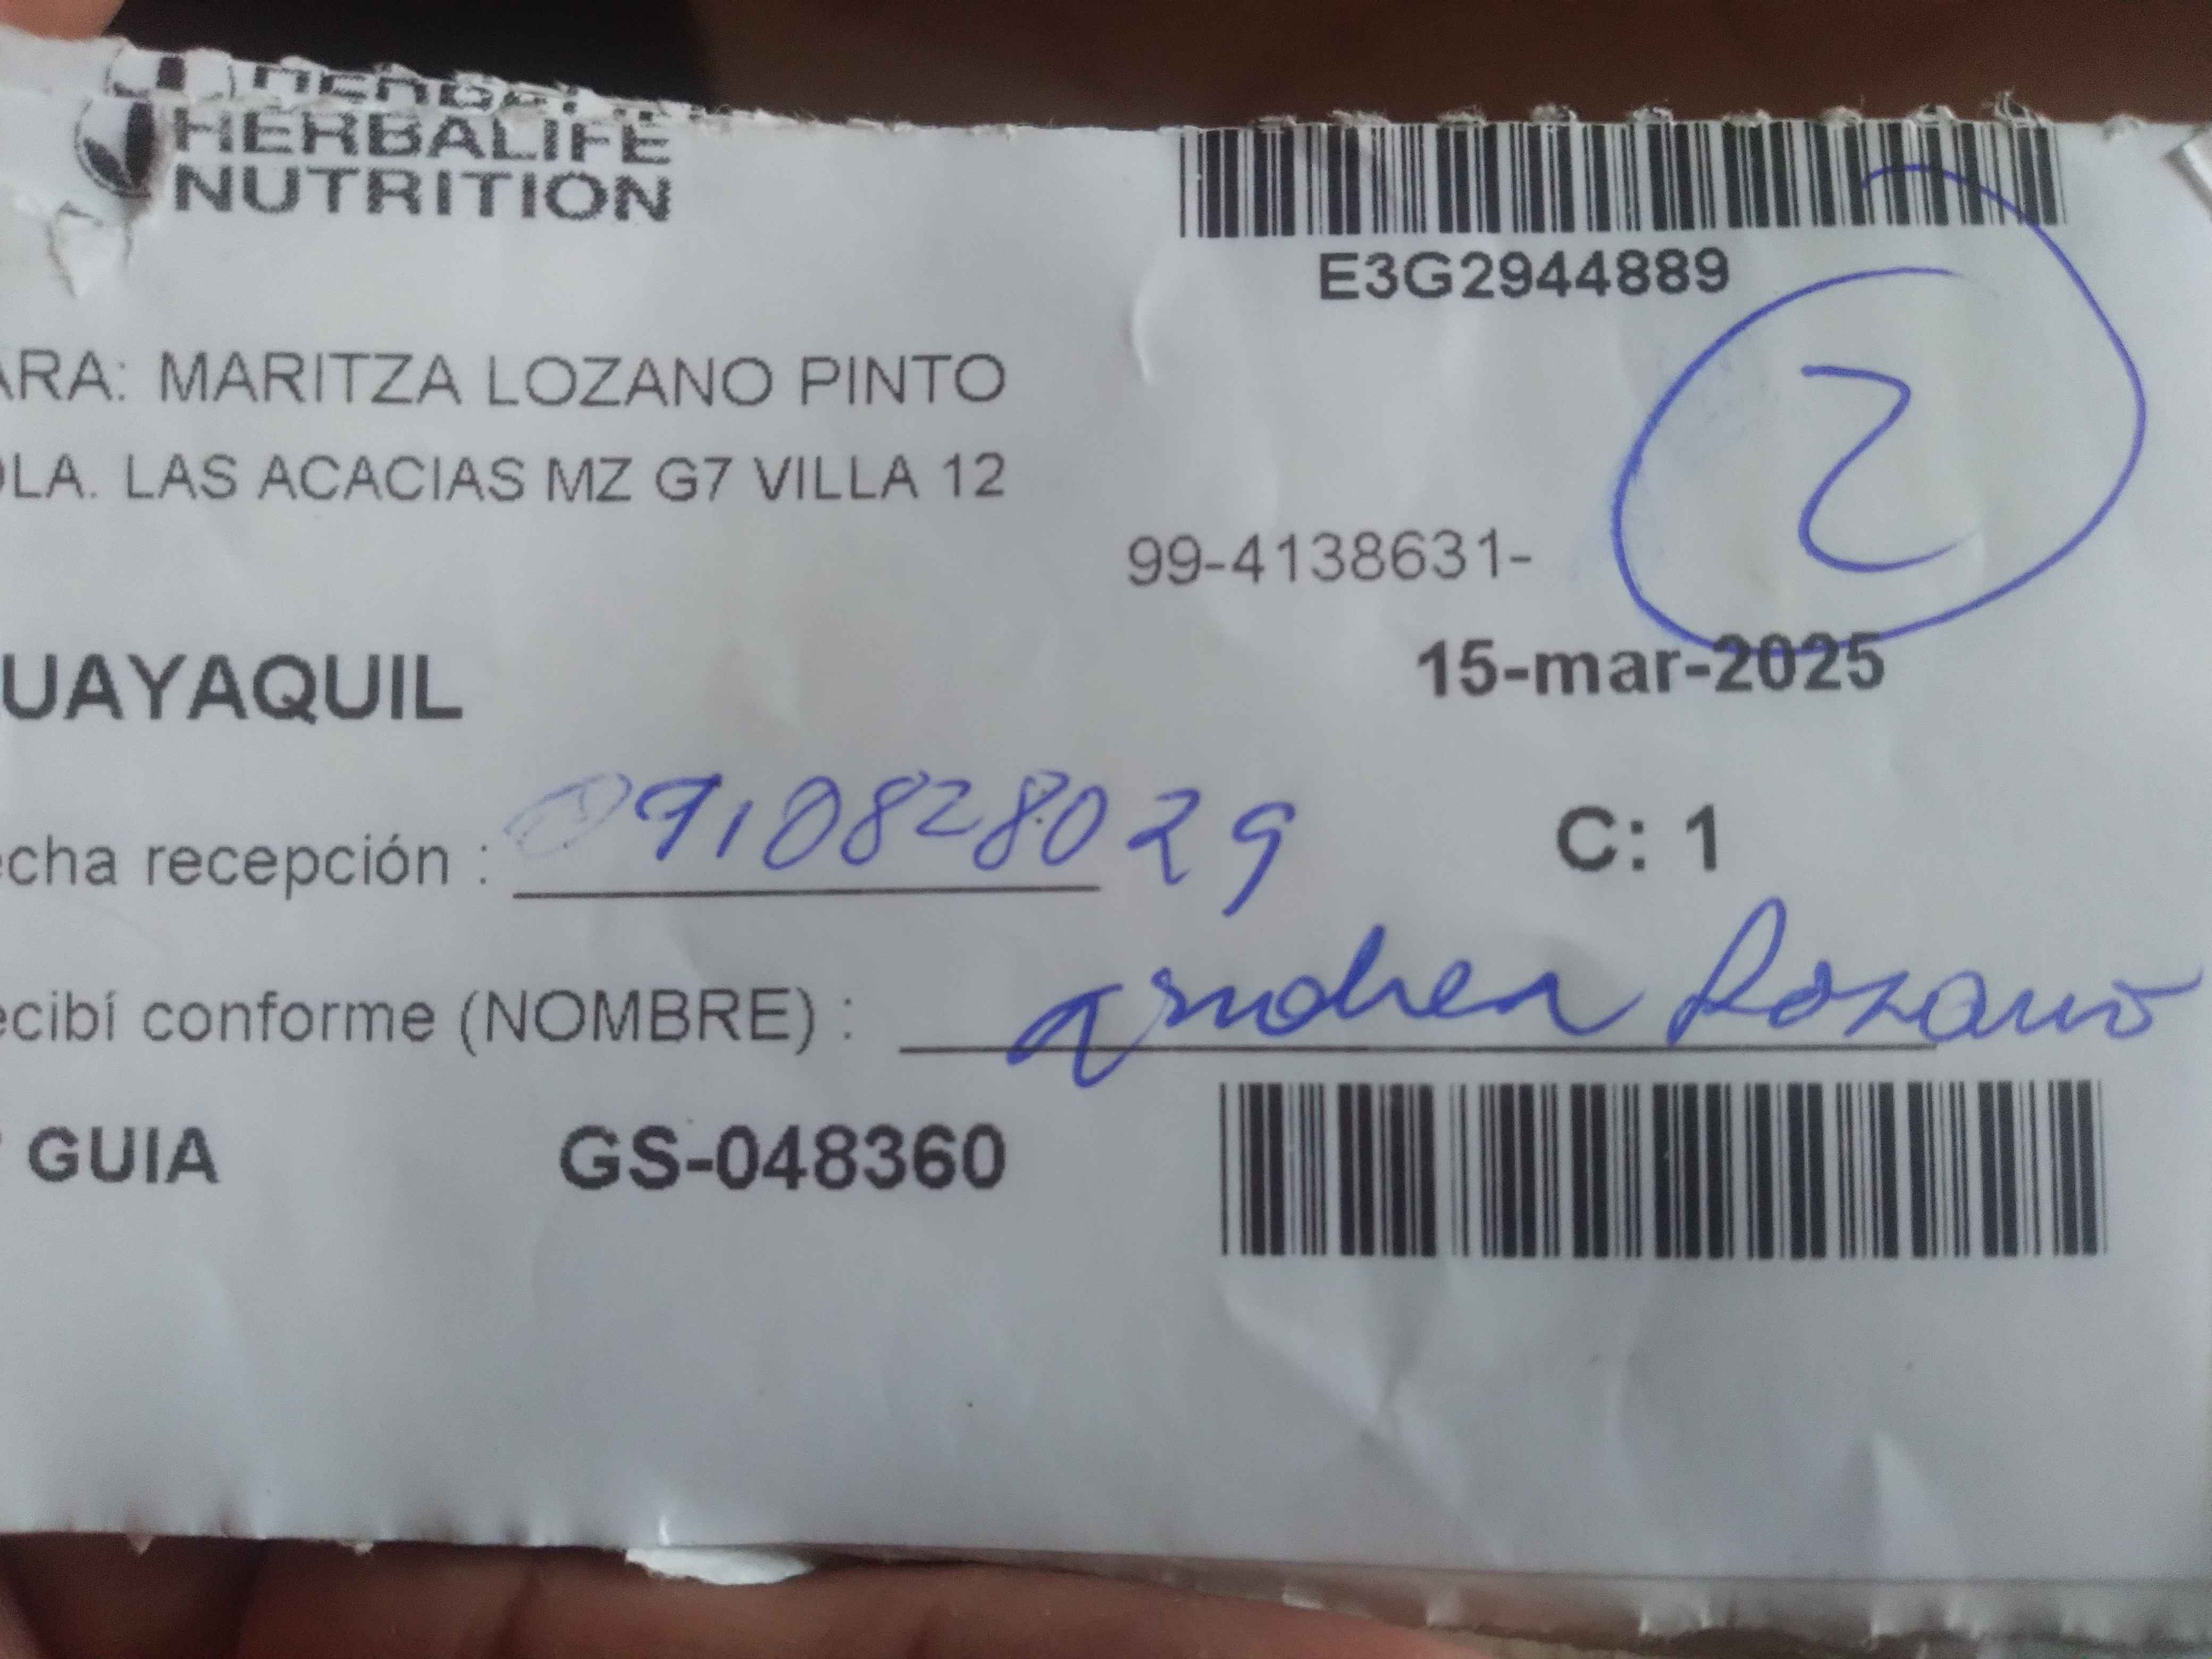 HERBALIFE
HERBALIFE
NUTRITION
E3G2944889
ARA: MARITZA LOZANO PINTO
2
DLA. LAS ACACIAS MZ G7 VILLA 12
99-4138631-
UAYAQUIL
15-mar-2025
echa recepción : 0910828029
C: 1
ecibí conforme (NOMBRE) : Andrea Lozano
GUIA GS-048360